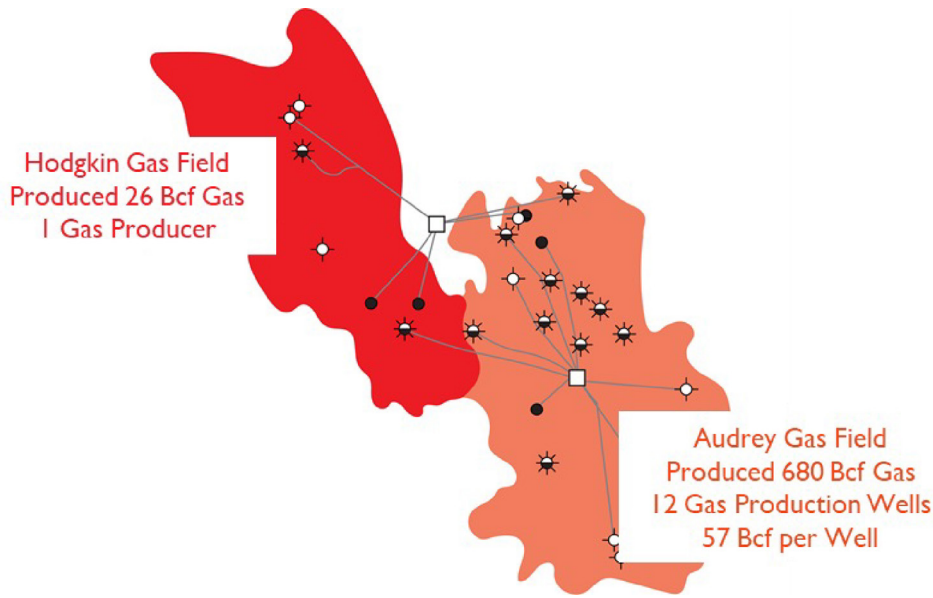 Hodgkin Gas Field
Produced 26 Bcf Gas
1 Gas Producer
Audrey Gas Field
Produced 680 Bcf Gas
12 Gas Production Wells
57 Bcf per Well